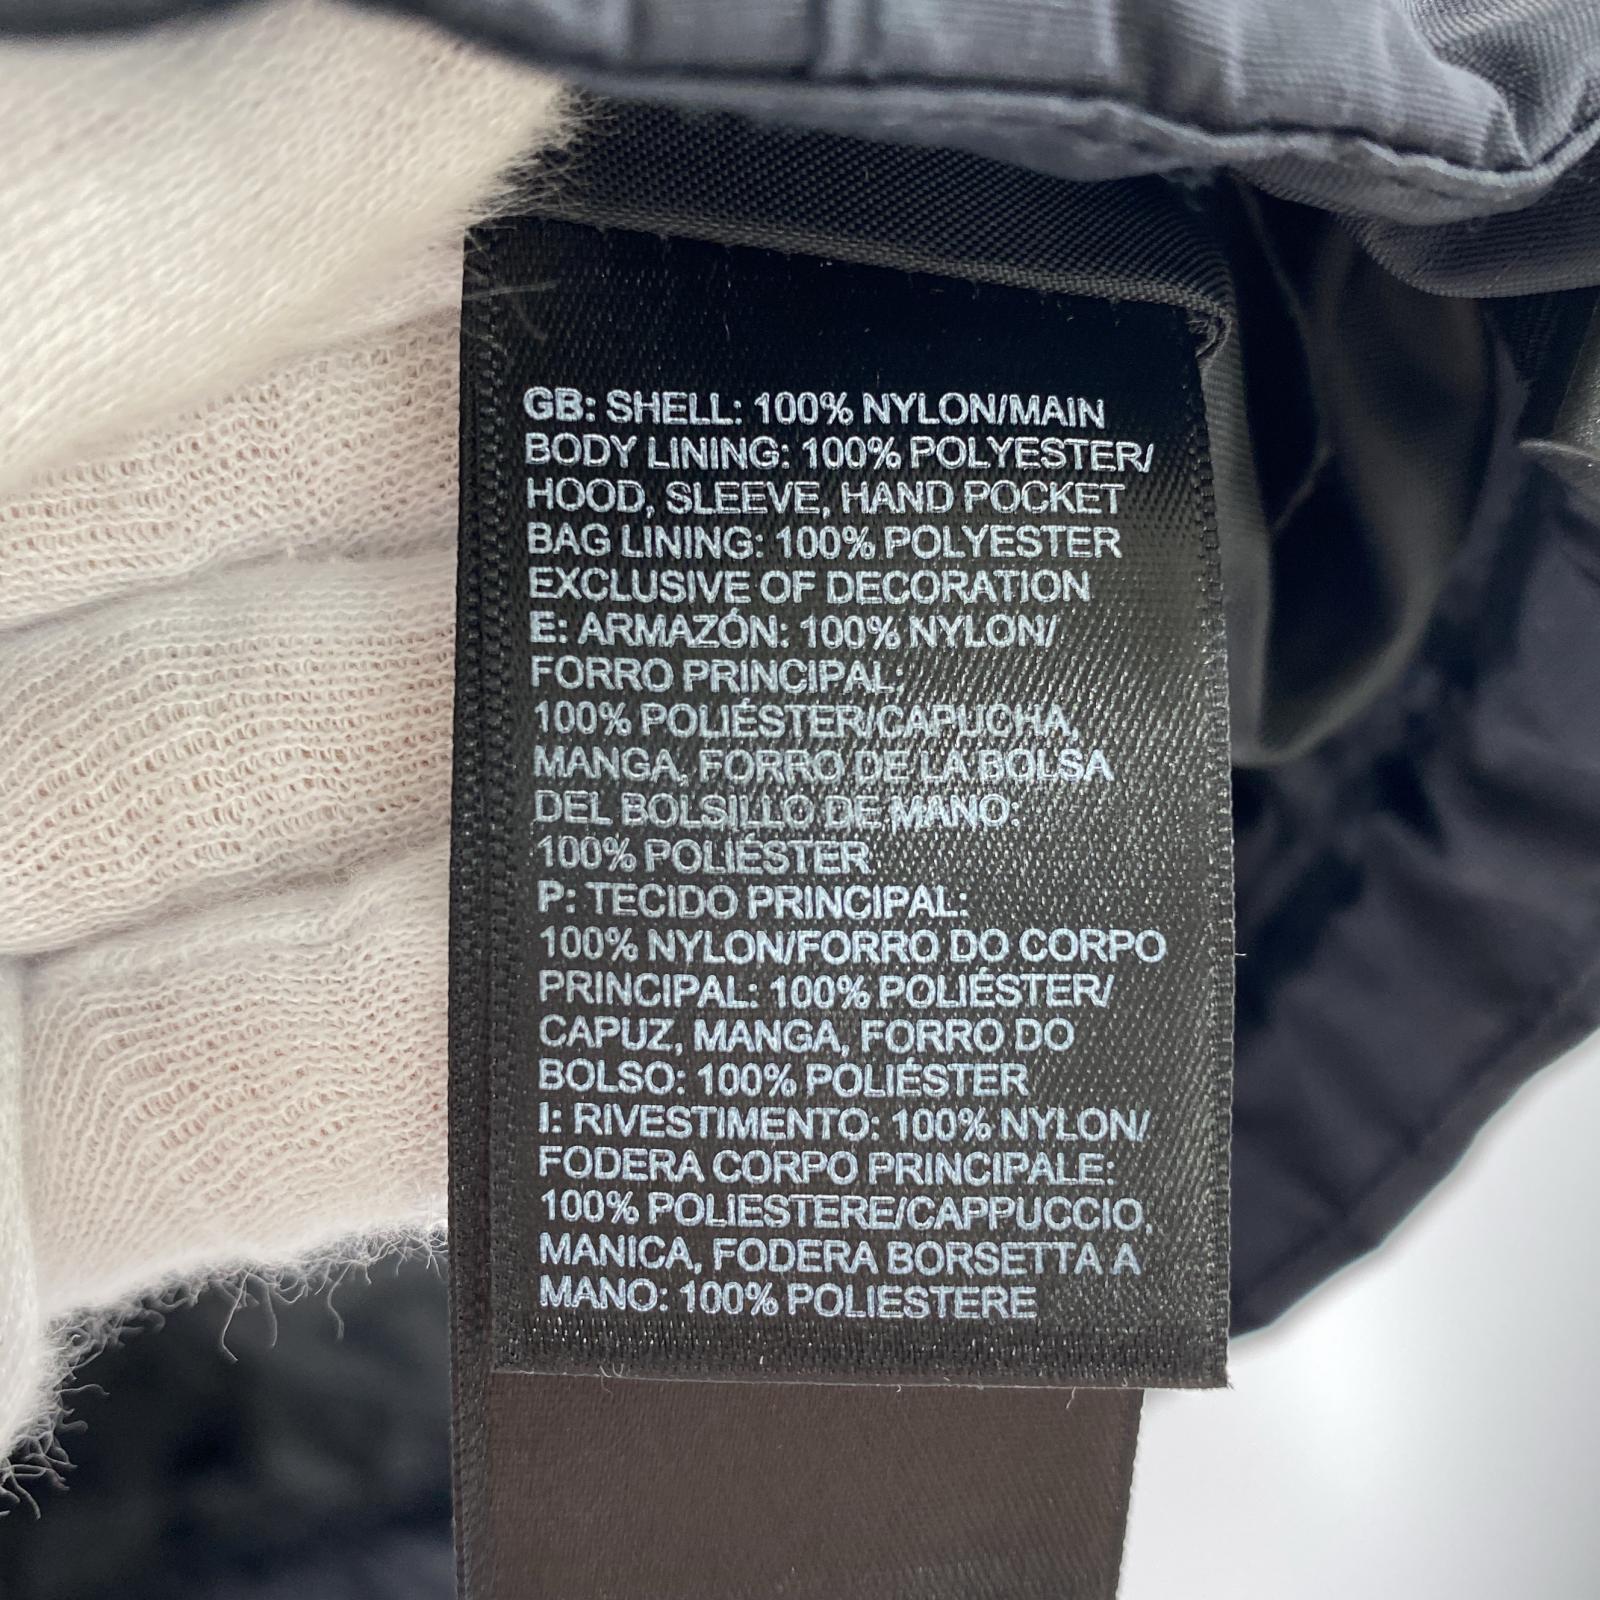 GB: SHELL: 100% NYLON/MAIN
BODY LINING: 100% POLYESTER/
HOOD, SLEEVE, HAND POCKET
BAG LINING: 100% POLYESTER
EXCLUSIVE OF DECORATION
E: ARMAZÓN: 100% NYLON/
FORRO PRINCIPAL:
100% POLIÉSTER/CAPUCHA,
MANGA, FORRO DE LA BOLSA
DEL BOLSILLO DE MANO:
100% POLIÉSTER
P: TECIDO PRINCIPAL:
100% NYLON/FORRO DO CORPO
PRINCIPAL: 100% POLIÉSTER/
CAPUZ, MANGA, FORRO DO
BOLSO: 100% POLIÉSTER
I: RIVESTIMENTO: 100% NYLON/
FODERA CORPO PRINCIPALE:
100% POLIESTERE/CAPPUCCIO,
MANICA, FODERA BORSETTA A
MANO: 100% POLIESTERE